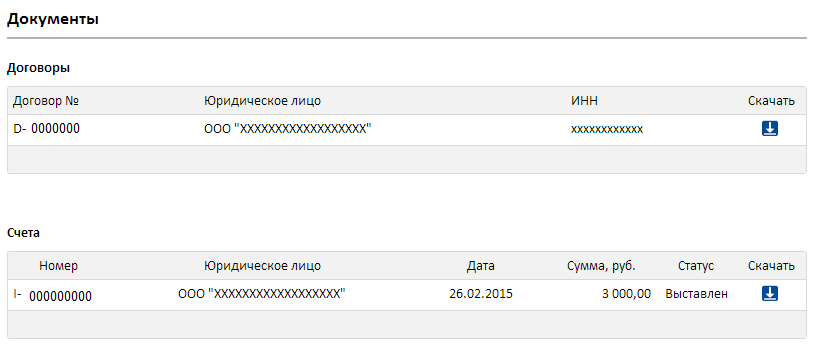 Документы
Договоры
Договор № Юридическое лицо ИНН Скачать
D- 0000000 ООО "XXXXXXXXXXXXXXXXXX" xxxxxxxxxxxx
Счета
Номер Юридическое лицо Дата Сумма, руб. Статус Скачать
I- 000000000 ООО "XXXXXXXXXXXXXXXXXX" 26.02.2015 3 000,00 Выставлен